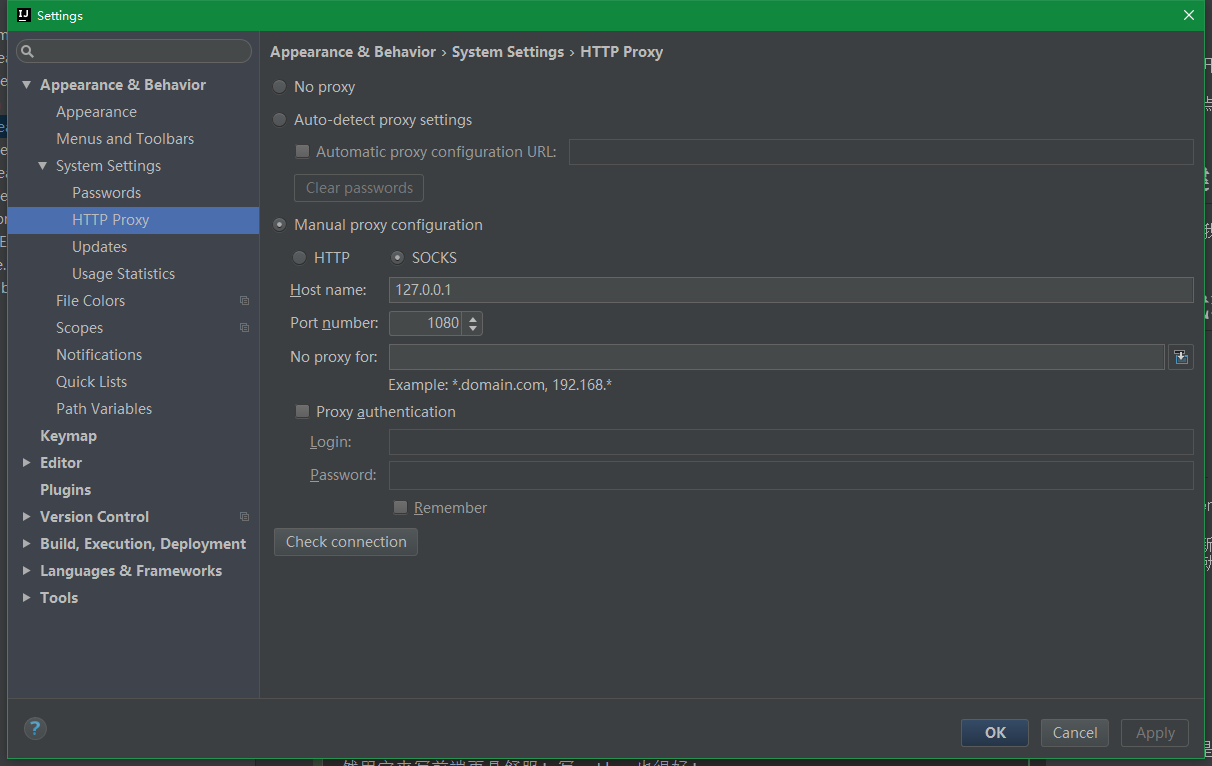 Settings
Appearance & Behavior
Appearance
Menus and Toolbars
System Settings
Passwords
HTTP Proxy
Updates
Usage Statistics
File Colors
Scopes
Notifications
Quick Lists
Path Variables
Keymap
Editor
Plugins
Version Control
Build, Execution, Deployment
Languages & Frameworks
Tools
Appearance & Behavior › System Settings › HTTP Proxy
No proxy
Auto-detect proxy settings
Automatic proxy configuration URL:
Clear passwords
Manual proxy configuration
HTTP SOCKS
Host name: 127.0.0.1
Port number: 1080
No proxy for:
Example: *.domain.com, 192.168.*
Proxy authentication
Login:
Password:
Remember
Check connection
? OK Cancel Apply